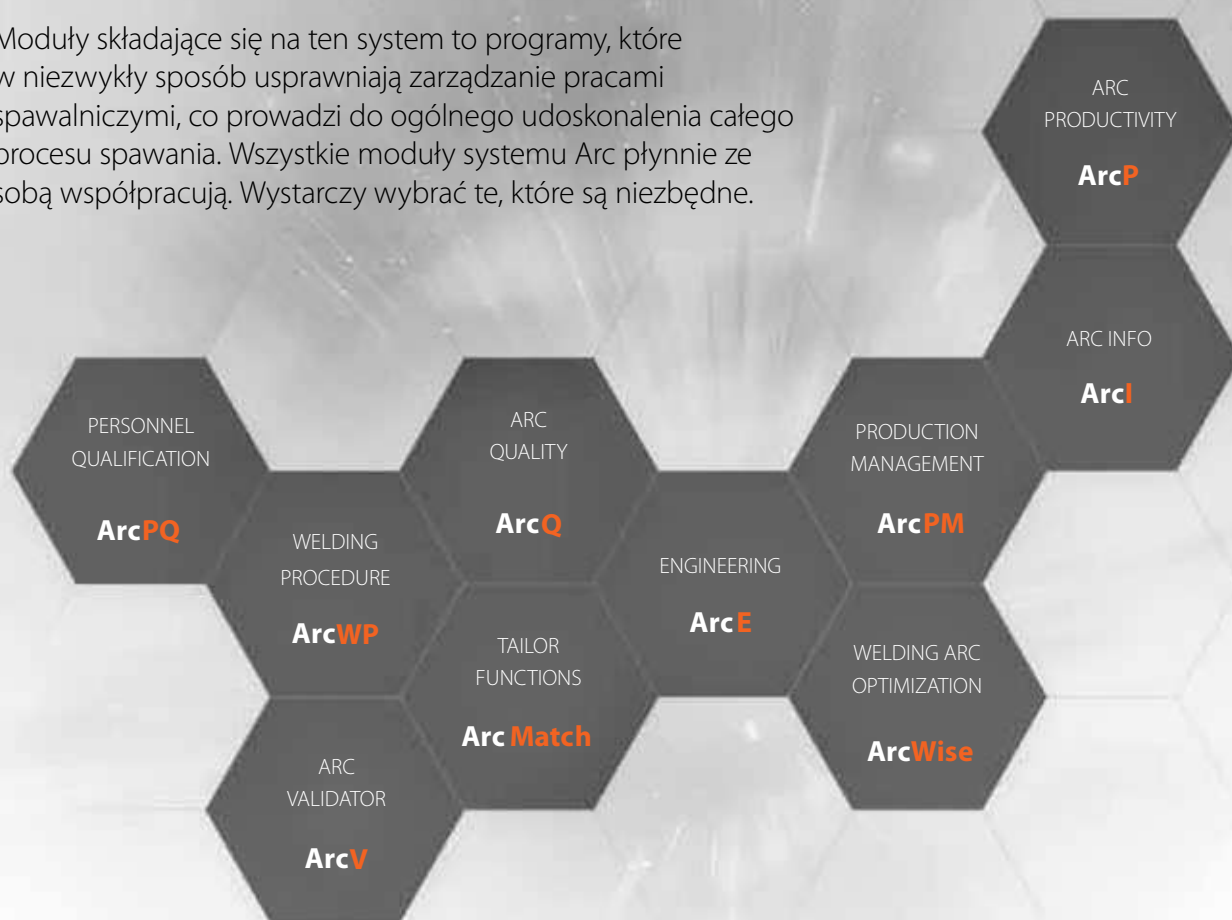 Moduły składające się na ten system to programy, które
w niezwykły sposób usprawniają zarządzanie pracami
spawalniczymi, co prowadzi do ogólnego udoskonalenia całego
procesu spawania. Wszystkie moduły systemu Arc płynnie ze
sobą współpracują. Wystarczy wybrać te, które są niezbędne.
ARC
PRODUCTIVITY
ArcP
ARC INFO
ArcI
PERSONNEL
QUALIFICATION
ArcPQ
WELDING
PROCEDURE
ArcWP
ARC
QUALITY
ArcQ
ENGINEERING
ArcE
PRODUCTION
MANAGEMENT
ArcPM
TAILOR
FUNCTIONS
Arc Match
WELDING ARC
OPTIMIZATION
ArcWise
ARC
VALIDATOR
ArcV